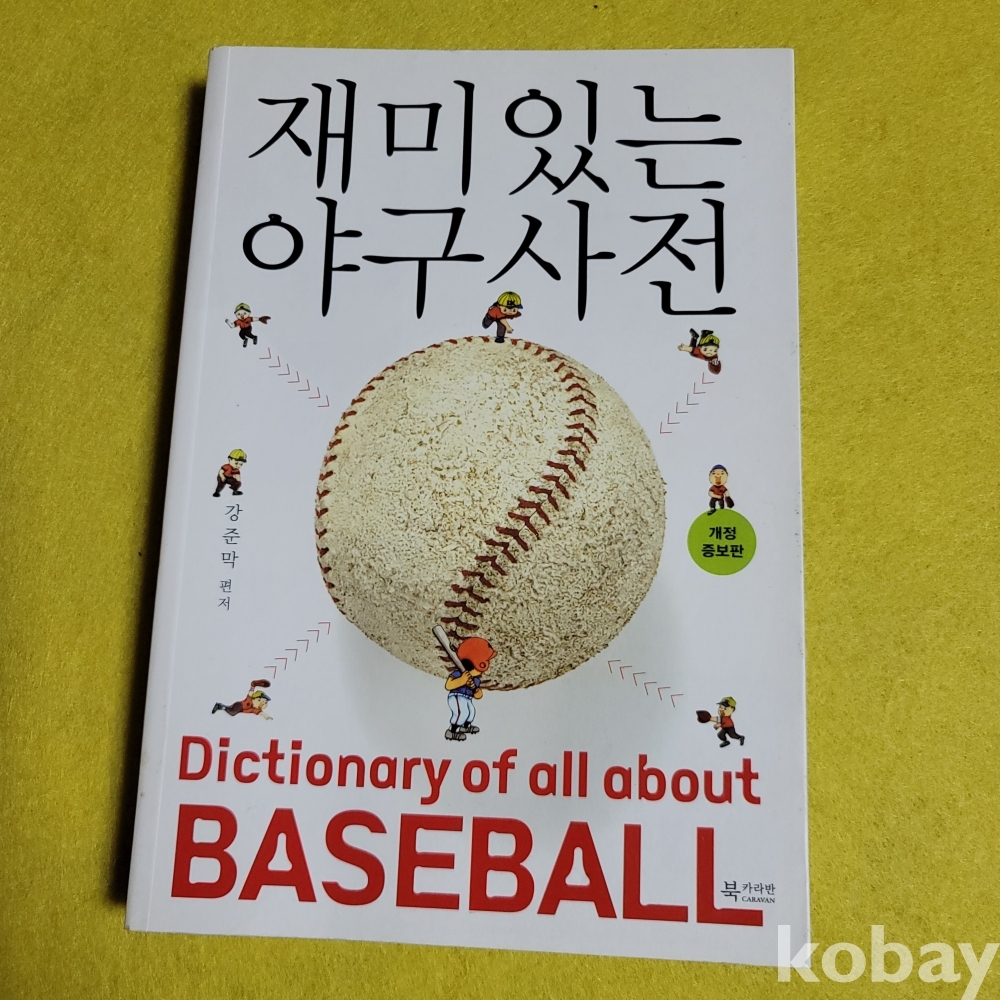 재미있는
야구사전
강준막 편저
개정
증보판
Dictionary of all about
BASEBALL
북카라반
CARAVAN
kobay